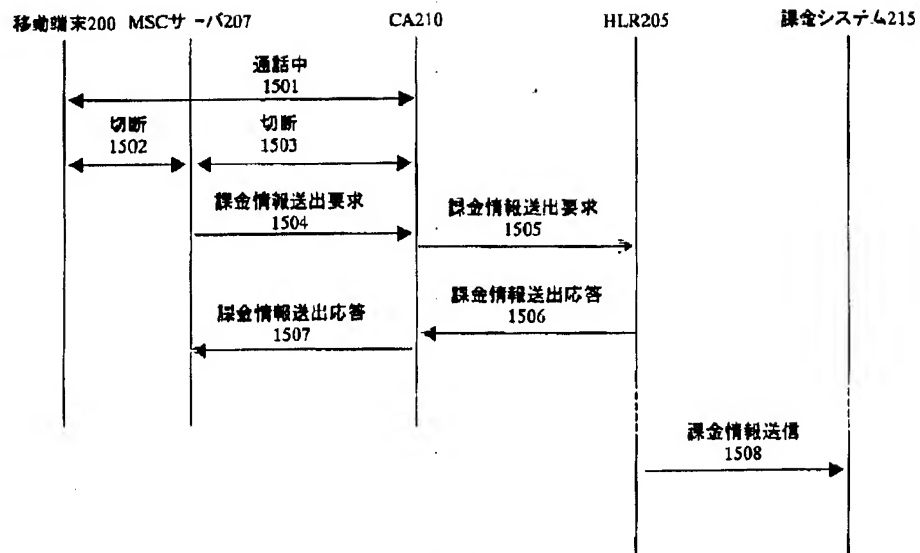 移動端末200 MSCサーバ207 CA210 HLR205 課金システム215
通話中
1501
切断 切断
1502 1503
課金情報送出要求 課金情報送出要求
1504 1505
課金情報送出応答
1506
課金情報送出応答
1507
課金情報送信
1508